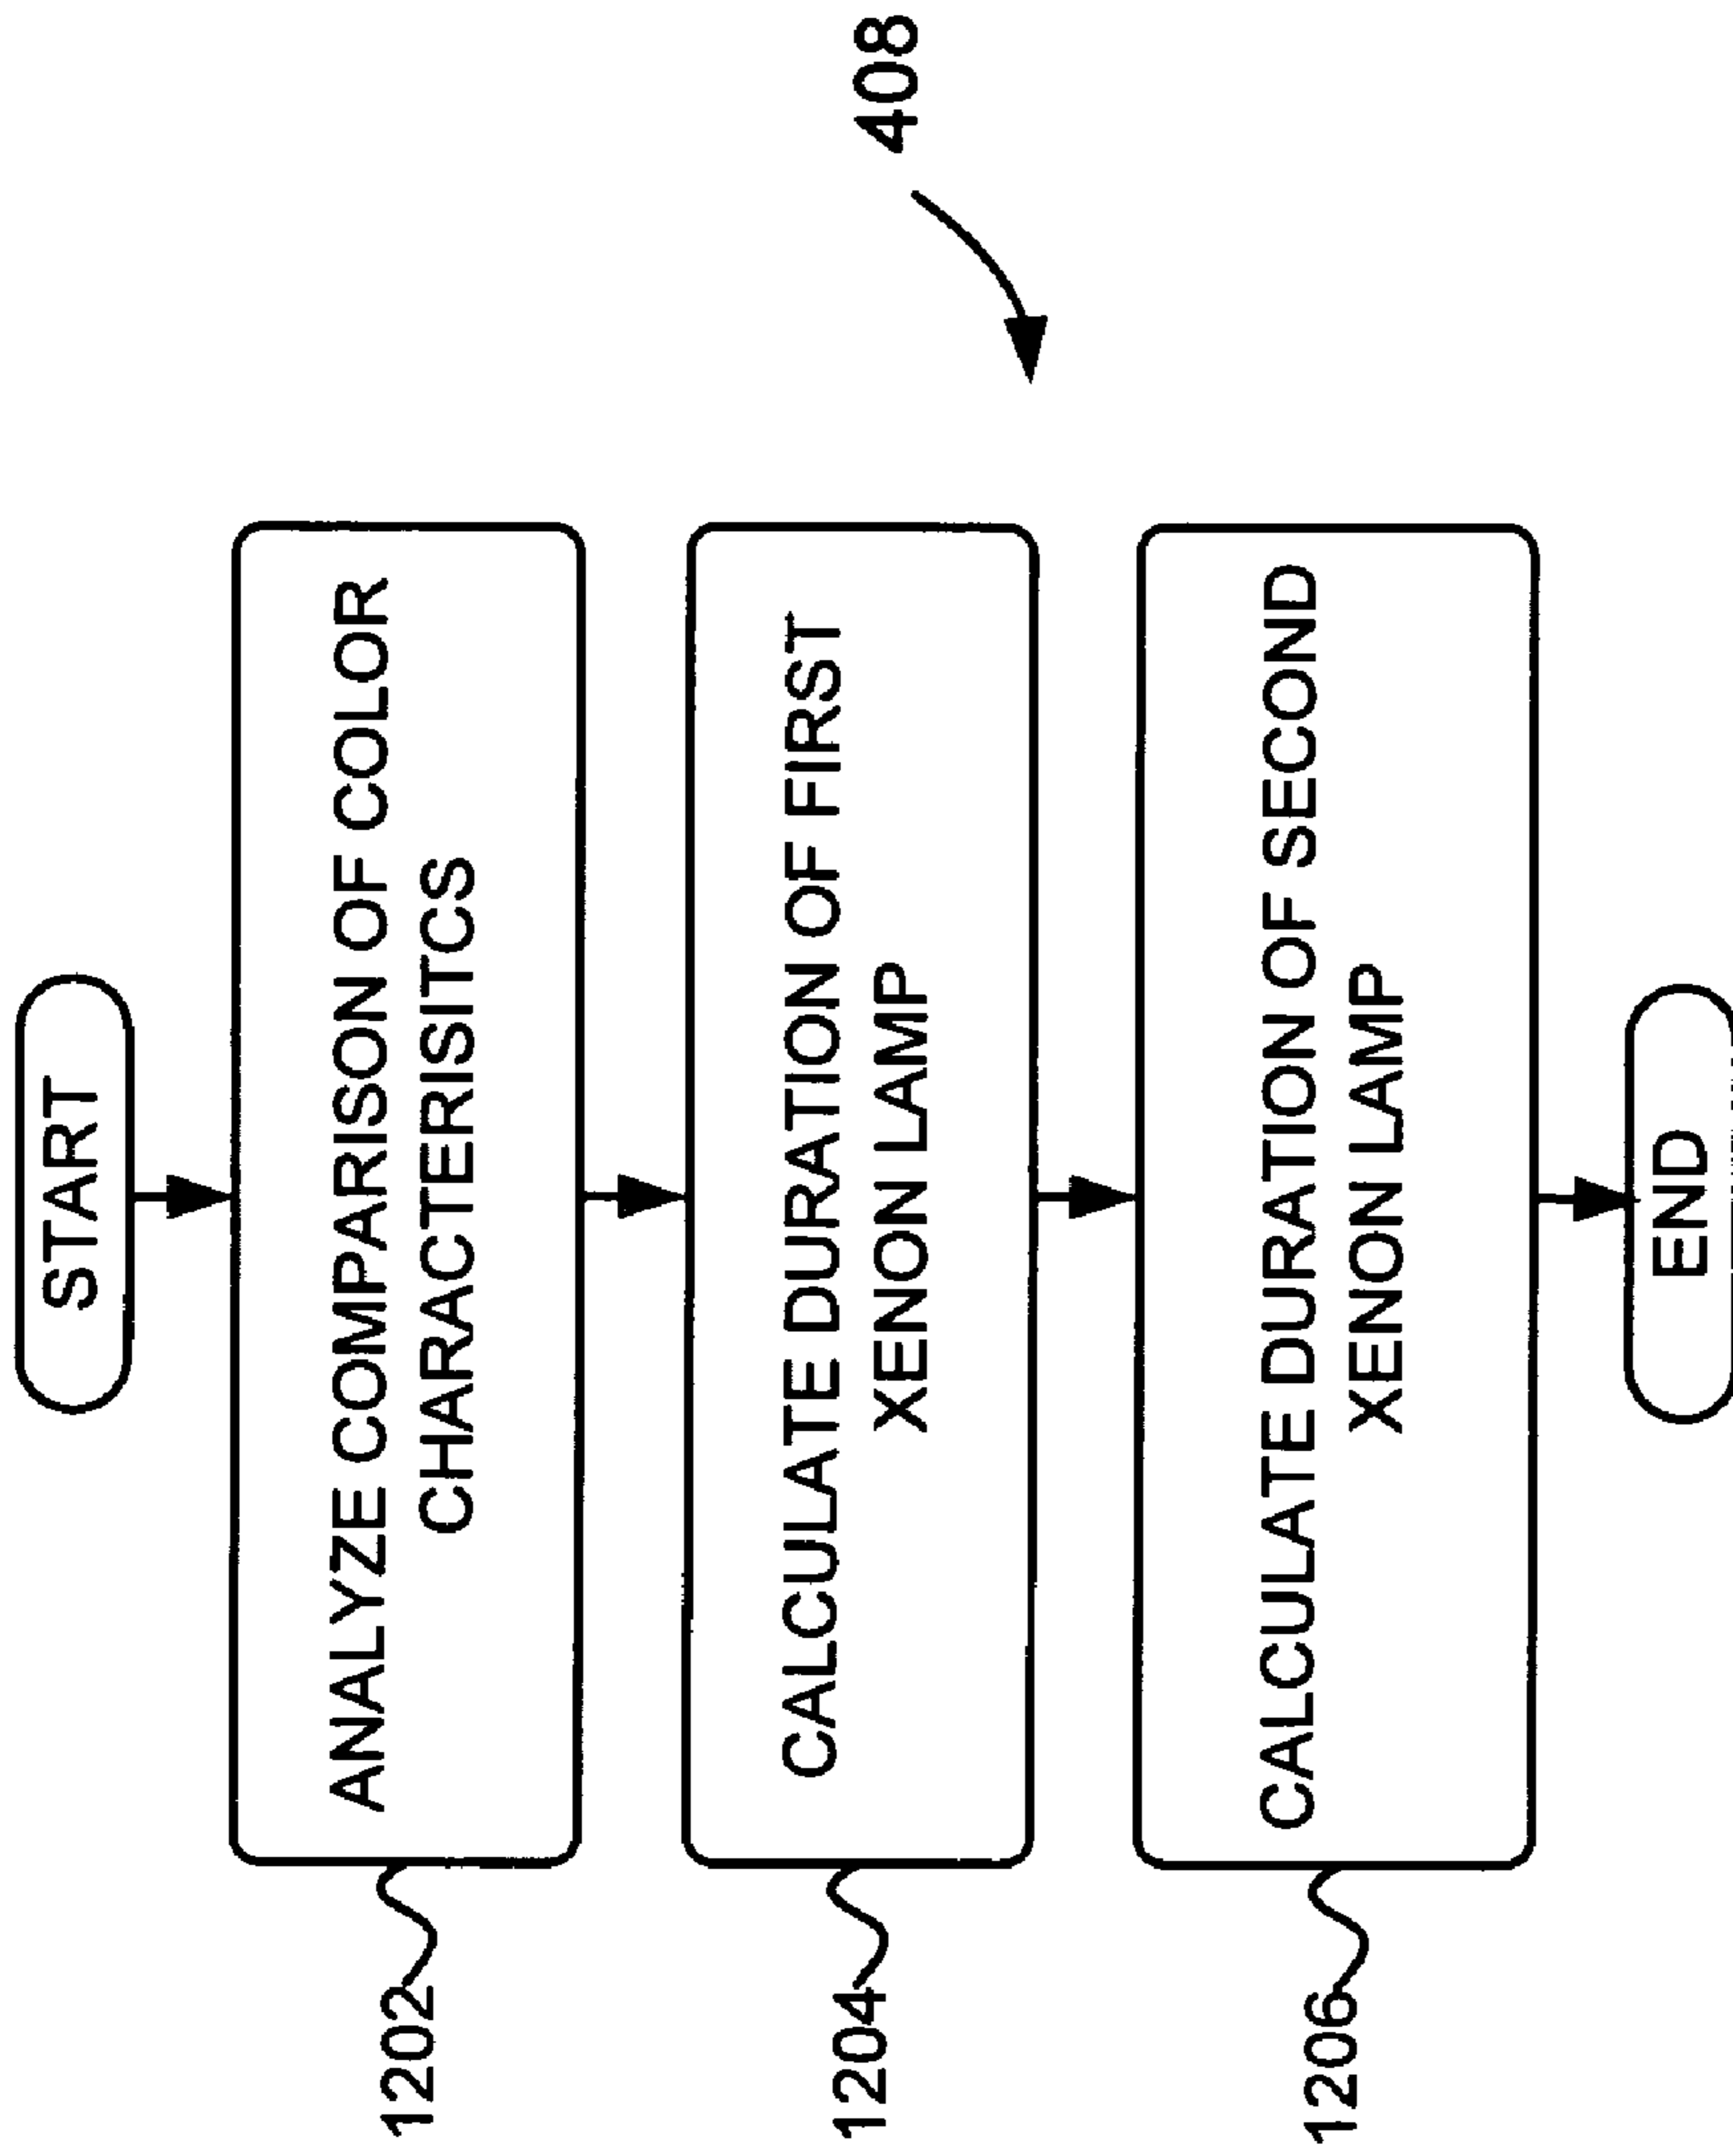 START
408
1202
ANALYZE COMPARISON OF COLOR
CHARACTERISITCS
1204
CALCULATE DURATION OF FIRST
XENON LAMP
1206
CALCULATE DURATION OF SECOND
XENON LAMP
END